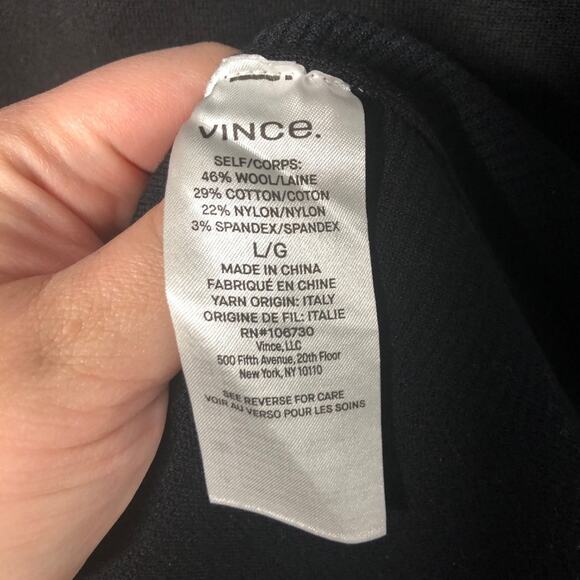 VINCE.
SELF/CORPS:
46% WOOL/LAINE
29% COTTON/COTON
22% NYLON/NYLON
3% SPANDEX/SPANDEX
L/G
MADE IN CHINA
FABRIQUÉ EN CHINE
YARN ORIGIN: ITALY
ORIGINE DE FIL: ITALIE
RN#106730
Vince, LLC
500 Fifth Avenue, 20th Floor
New York, NY 10110
SEE REVERSE FOR CARE
VOIR AU VERSO POUR LES SOINS